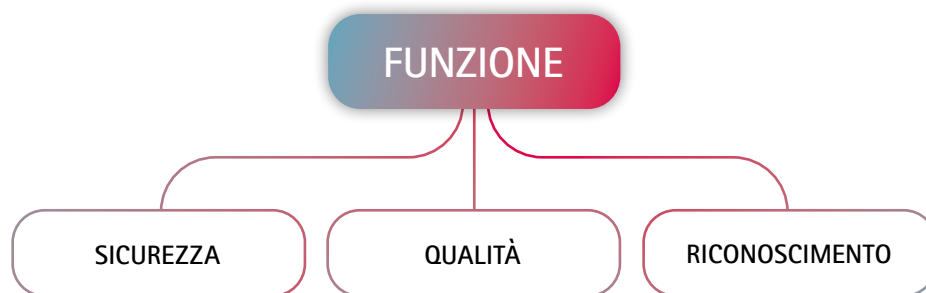 FUNZIONE
SICUREZZA
QUALITÀ
RICONOSCIMENTO